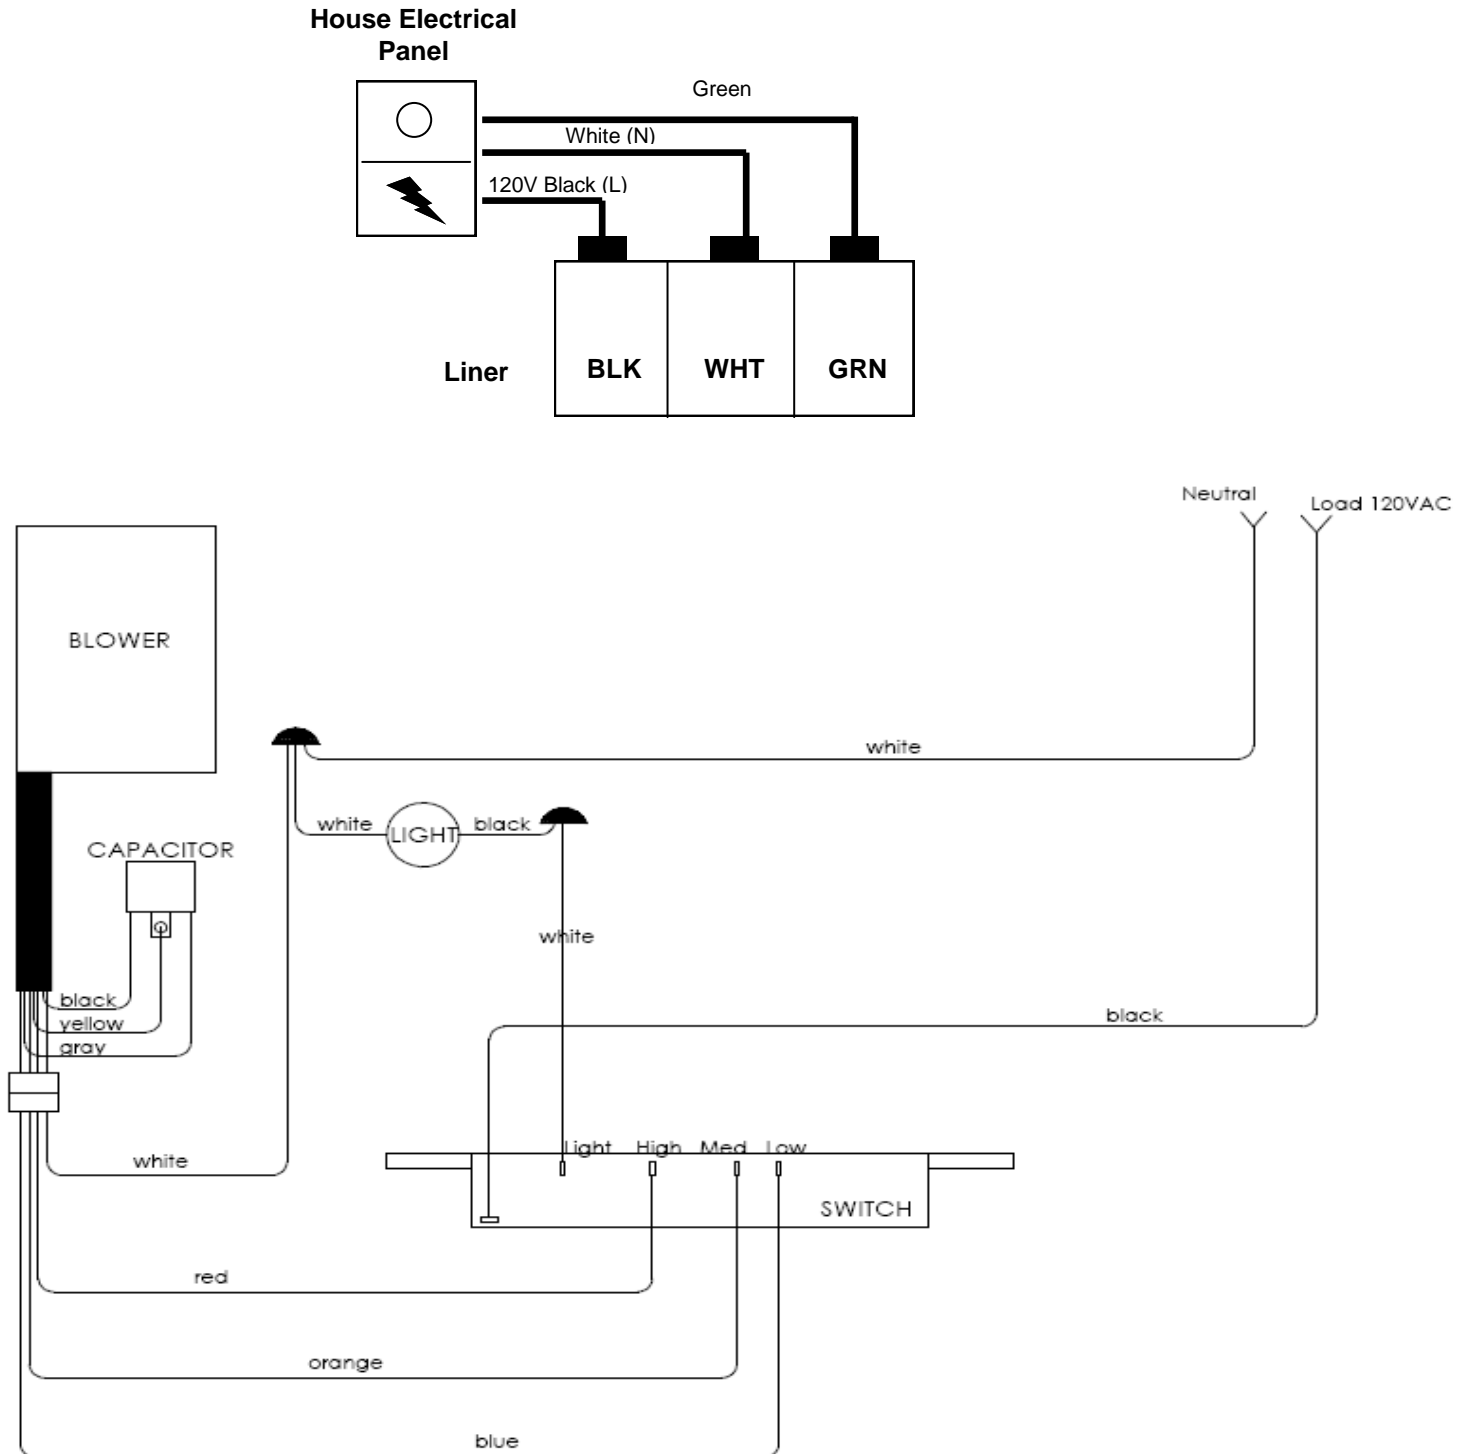 House Electrical
Panel
Green
White (N)
120V Black (L)
Liner
BLK
WHT
GRN
Neutral
Load 120VAC
BLOWER
white
white
LIGHT
black
CAPACITOR
white
black
yellow
gray
black
white
Light
High
Med
Low
SWITCH
red
orange
blue